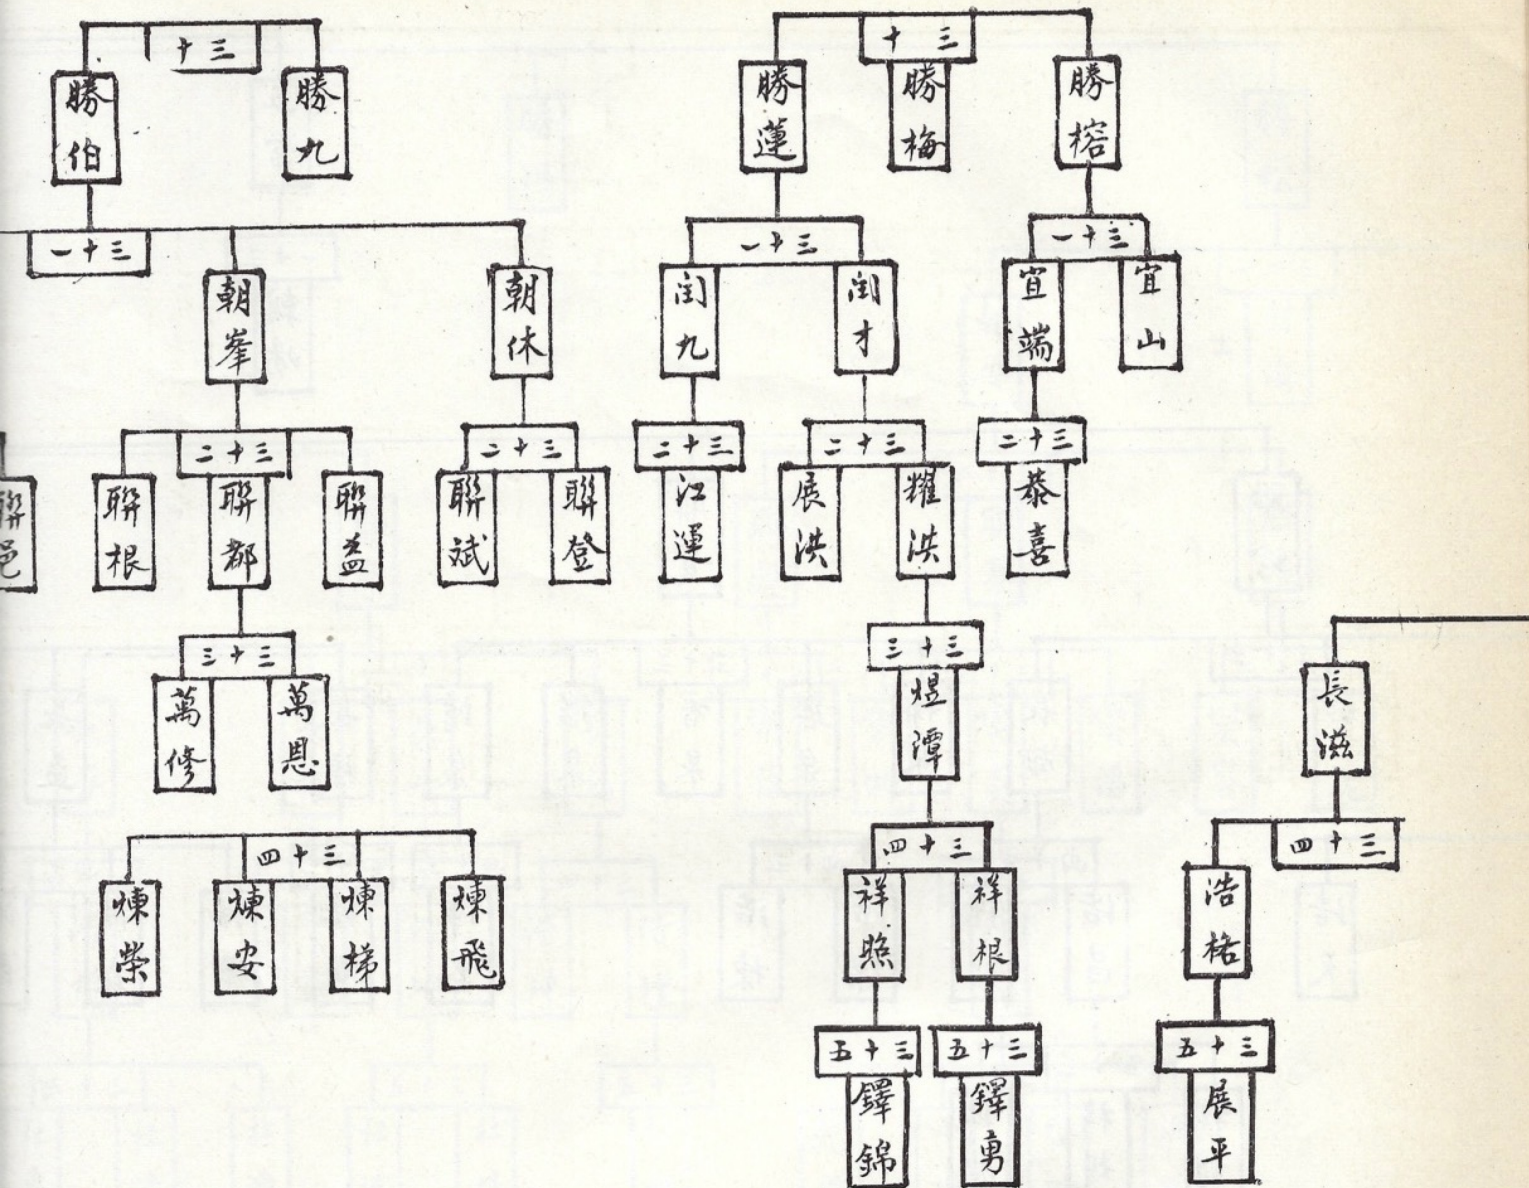 三十
勝榕
勝梅
勝蓮
三十
勝九
勝伯
三十一
宜山
宜端
三十一
閏才
閏九
三十一
朝休
朝峯
三十二
恭喜
三十二
耀洪
展洪
三十二
江運
三十二
聯登
聯斌
三十二
聯益
聯都
聯根
三十三
煜潭
三十三
萬恩
萬修
長滋
三十四
浩格
三十四
祥根
祥照
三十四
煉飛
煉梯
煉安
煉榮
三十五
展平
三十五
鐸勇
三十五
鐸錦